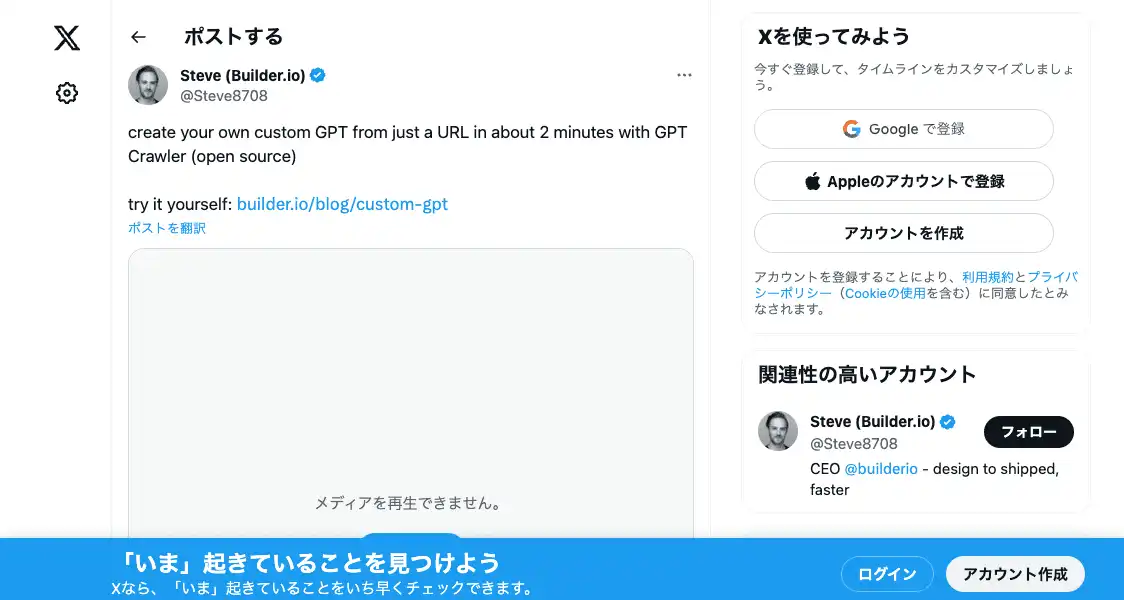 ポストする
Steve (Builder.io)
@Steve8708
create your own custom GPT from just a URL in about 2 minutes with GPT
Crawler (open source)
try it yourself: builder.io/blog/custom-gpt
ポストを翻訳
メディアを再生できません。
Xを使ってみよう
今すぐ登録して、タイムラインをカスタマイズしましょ
う。
Google で登録
Appleのアカウントで登録
アカウントを作成
アカウントを登録することにより、利用規約とプライバ
シーポリシー（Cookieの使用を含む）に同意したとみ
なされます。
関連性の高いアカウント
Steve (Builder.io)
@Steve8708
フォロー
CEO @builderio - design to shipped,
faster
「いま」起きていることを見つけよう
Xなら、「いま」起きていることをいち早くチェックできます。
ログイン
アカウント作成